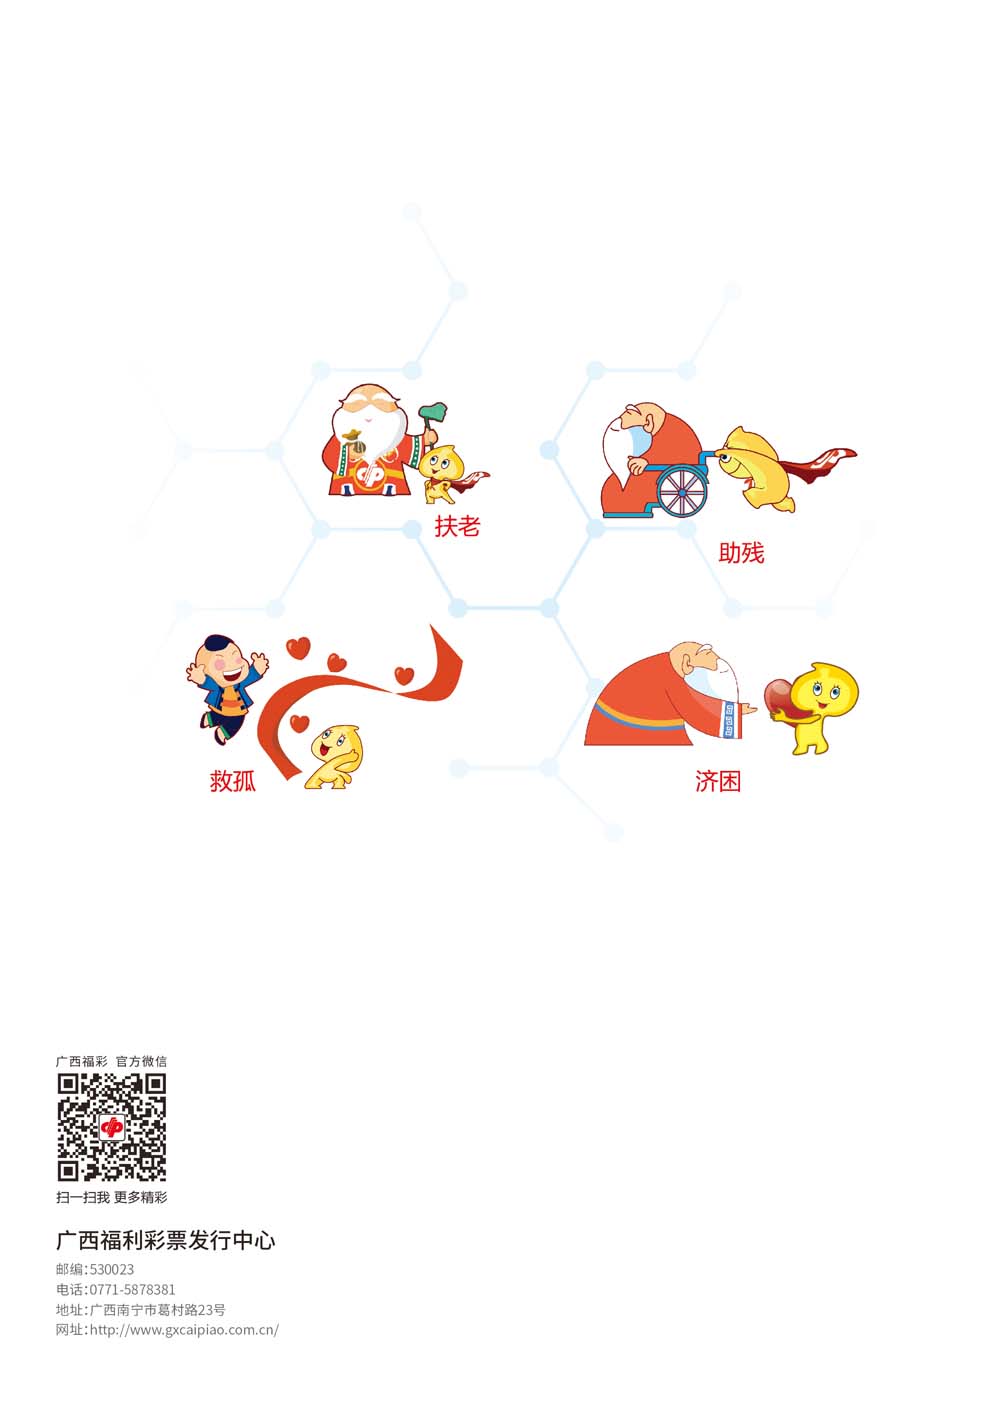 扶老
助残
救孤
济困
广西福彩 官方微信
扫一扫我 更多精彩
广西福利彩票发行中心
邮编:530023
电话:0771-5878381
地址:广西南宁市葛村路23号
网址:http://www.gxcaipiao.com.cn/